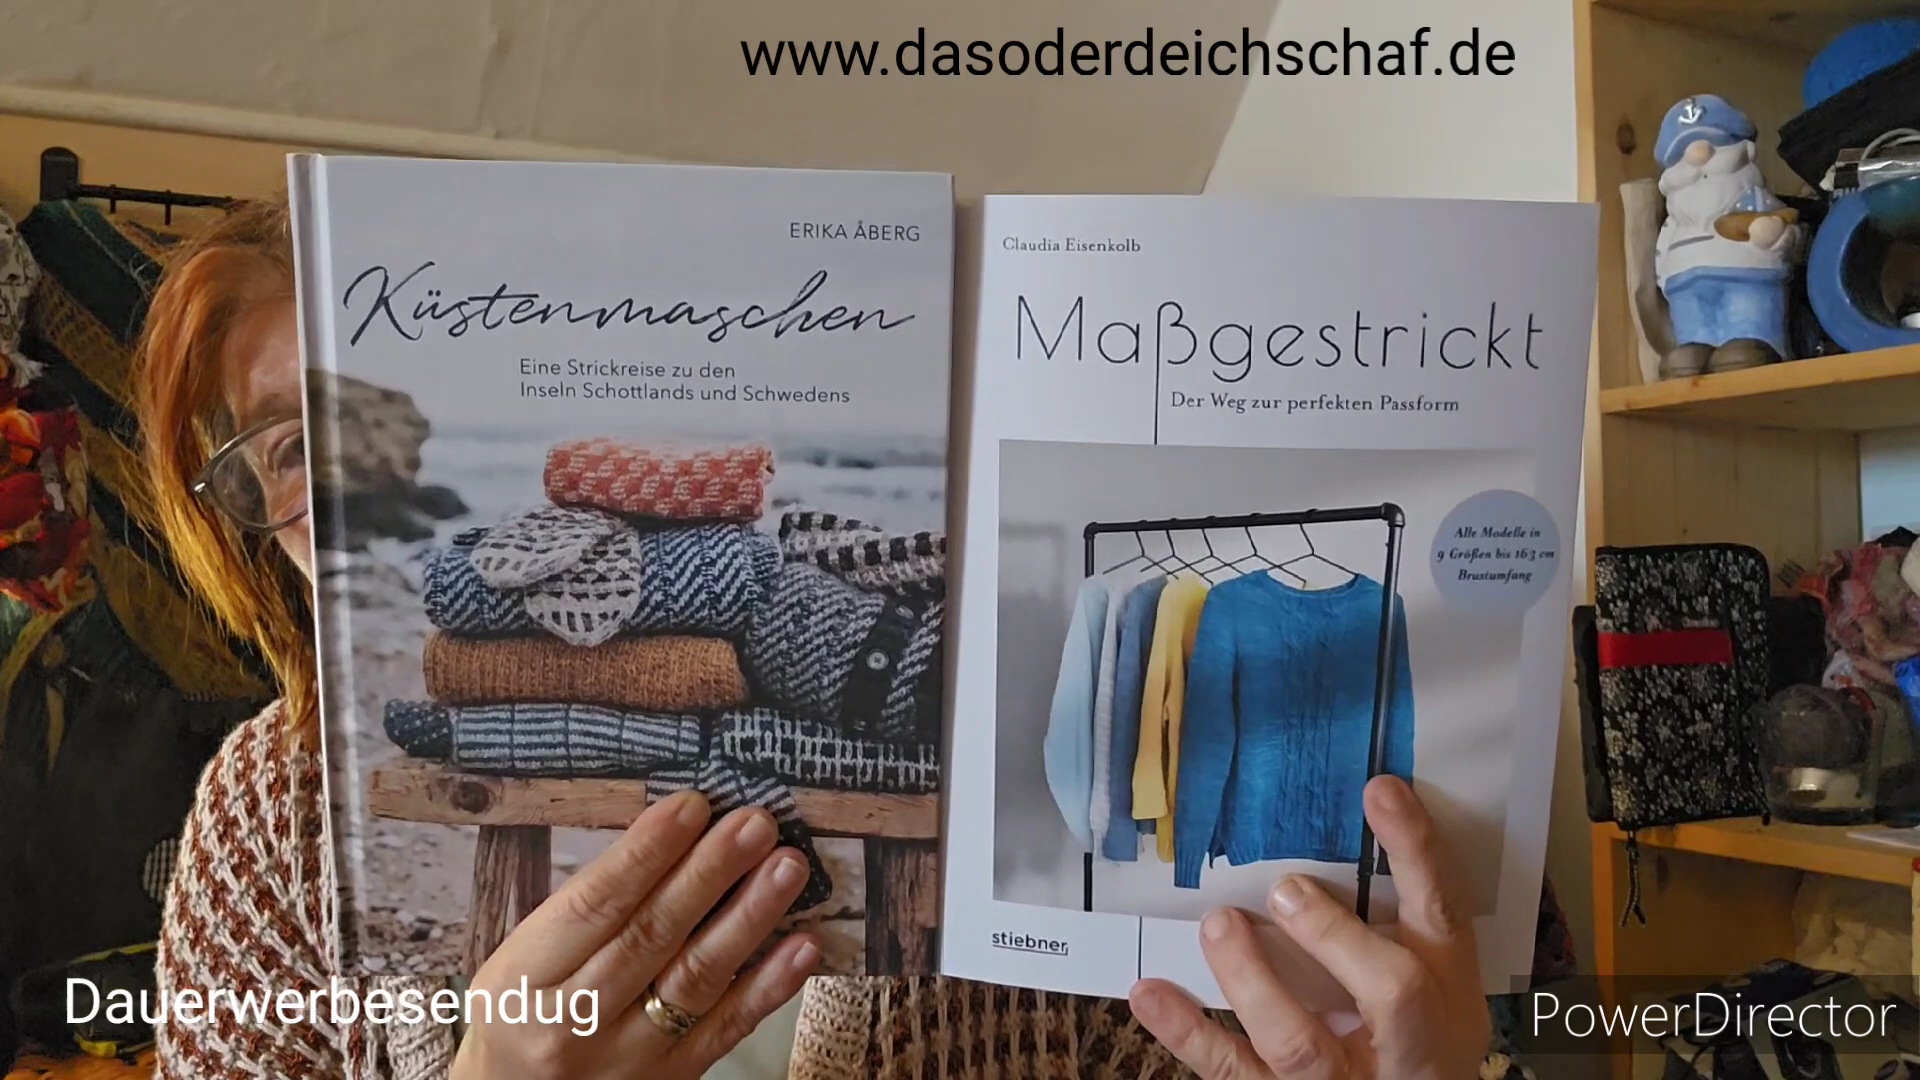 www.dasoderdeichschaf.de
ERIKA ÅBERG
Küstenmaschen
Eine Strickreise zu den
Inseln Schottlands und Schwedens
Claudia Eisenkolb
Maßgestrickt
Der Weg zur perfekten Passform
Alle Modelle in
9 Größen bis 163 cm
Brustumfang
stiebner
Dauerwerbesendug
PowerDirector